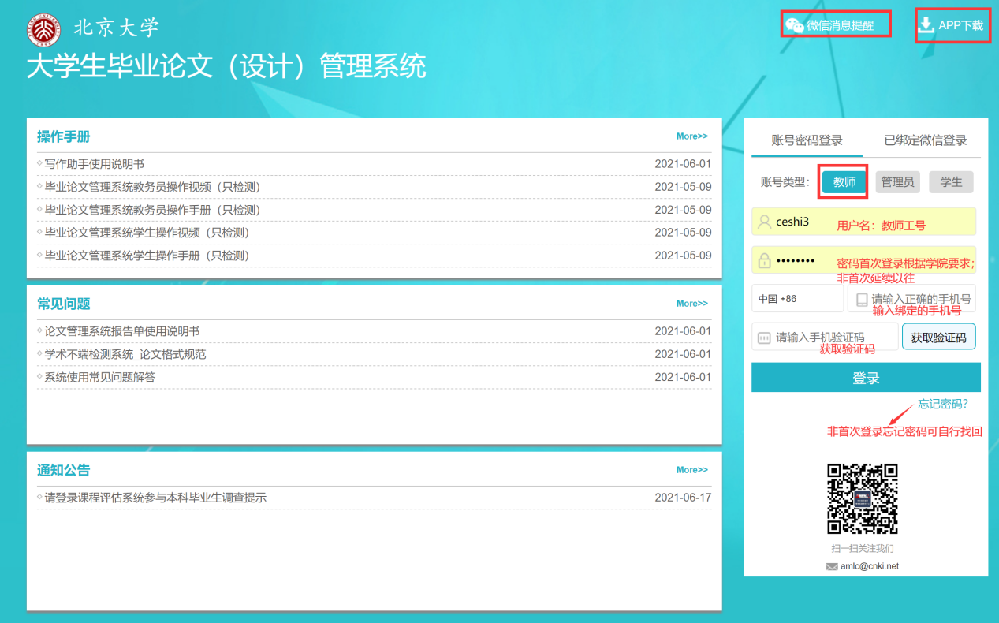 北京大学
微信消息提醒
APP下载
大学生毕业论文（设计）管理系统
操作手册 More>>
写作助手使用说明书 2021-06-01
毕业论文管理系统教务员操作视频（只检测） 2021-05-09
毕业论文管理系统教务员操作手册（只检测） 2021-05-09
毕业论文管理系统学生操作视频（只检测） 2021-05-09
毕业论文管理系统学生操作手册（只检测） 2021-05-09
常见问题 More>>
论文管理系统报告单使用说明书 2021-06-01
学术不端检测系统_论文格式规范 2021-06-01
系统使用常见问题解答 2021-06-01
通知公告 More>>
请登录课程评估系统参与本科毕业生调查提示 2021-06-17
账号密码登录 已绑定微信登录
账号类型： 教师 管理员 学生
ceshi3 用户名：教师工号
•••••••• 密码首次登录根据学院要求；
非首次延续以往
中国 +86 请输入正确的手机号
输入绑定的手机号
请输入手机验证码 获取验证码
获取验证码
登录
忘记密码？
非首次登录忘记密码可自行找回
扫一扫关注我们
amlc@cnki.net